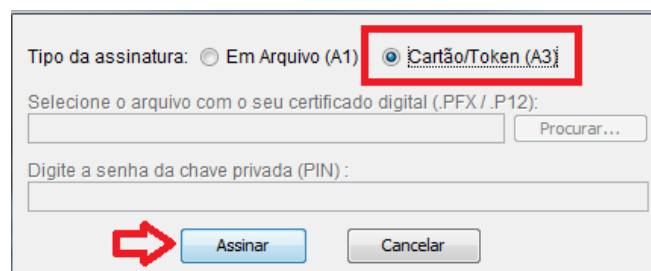 Tipo da assinatura: Em Arquivo (A1) Cartão/Token (A3)
Selecione o arquivo com o seu certificado digital (.PFX / .P12):
Procurar...
Digite a senha da chave privada (PIN) :
Assinar Cancelar